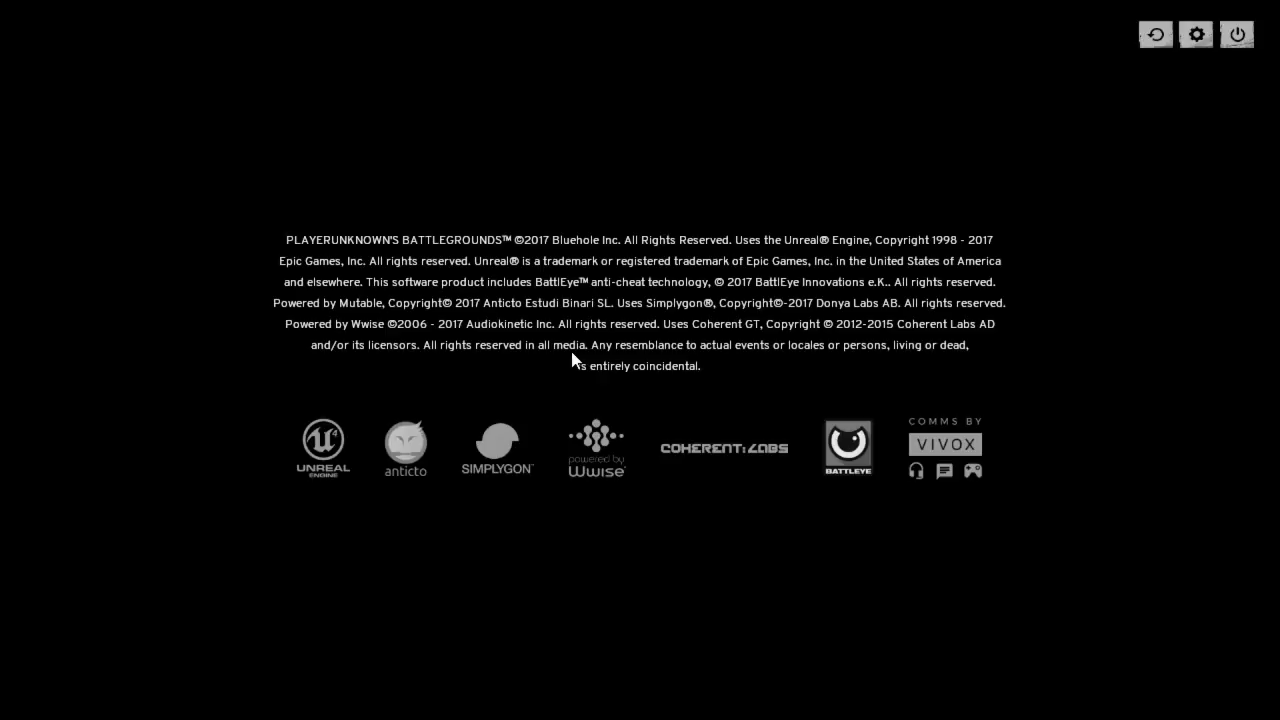 PLAYERUNKNOWN'S BATTLEGROUNDS™ ©2017 Bluehole Inc. All Rights Reserved. Uses the Unreal® Engine, Copyright 1998 - 2017
Epic Games, Inc. All rights reserved. Unreal® is a trademark or registered trademark of Epic Games, Inc. in the United States of America
and elsewhere. This software product includes BattlEye™ anti-cheat technology, © 2017 BattlEye Innovations e.K.. All rights reserved.
Powered by Mutable, Copyright© 2017 Anticto Estudi Binari SL. Uses Simplygon®, Copyright©-2017 Donya Labs AB. All rights reserved.
Powered by Wwise ©2006 - 2017 Audiokinetic Inc. All rights reserved. Uses Coherent GT, Copyright © 2012-2015 Coherent Labs AD
and/or its licensors. All rights reserved in all media. Any resemblance to actual events or locales or persons, living or dead,
is entirely coincidental.
UNREAL ENGINE 4
anticto
SIMPLYGON™
powered by
Wwise
COHERENT LABS
BATTLEYE
COMMS BY
VIVOX